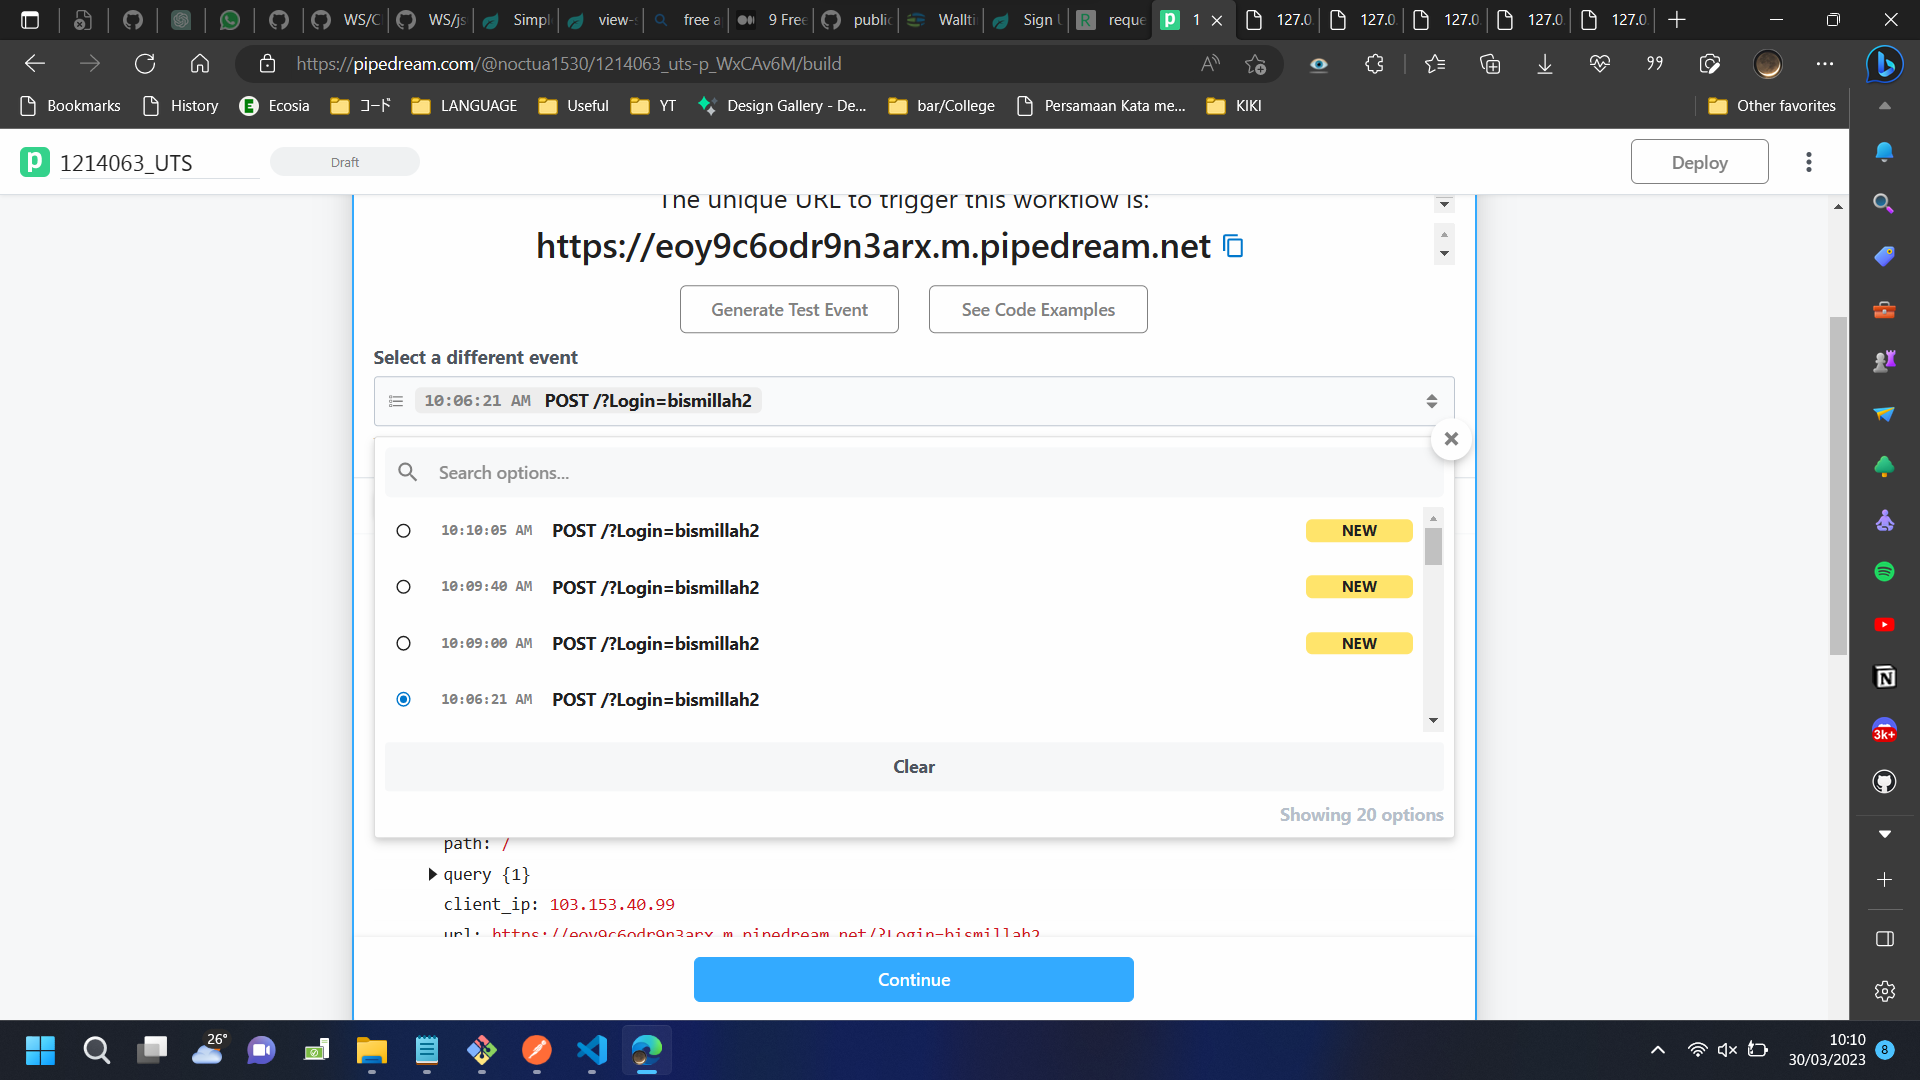 WS/C
WS/js
Simple
view-s
free a
9 Free
public
Wallti
Sign U
reque
1
127.0.
127.0.
127.0.
127.0.
127.0.
https://pipedream.com/@noctua1530/1214063_uts-p_WxCAv6M/build
Bookmarks
History
Ecosia
コード
LANGUAGE
Useful
YT
Design Gallery - De...
bar/College
Persamaan Kata me...
KIKI
Other favorites
1214063_UTS
Draft
Deploy
The unique URL to trigger this workflow is:
https://eoy9c6odr9n3arx.m.pipedream.net
Generate Test Event
See Code Examples
Select a different event
10:06:21 AM POST /?Login=bismillah2
Search options...
10:10:05 AM POST /?Login=bismillah2 NEW
10:09:40 AM POST /?Login=bismillah2 NEW
10:09:00 AM POST /?Login=bismillah2 NEW
10:06:21 AM POST /?Login=bismillah2
Clear
Showing 20 options
path: /
query {1}
client_ip: 103.153.40.99
url: https://eoy9c6odr9n3arx.m.pipedream.net/?Login=bismillah2
Continue
3k+
26°
10:10
30/03/2023
8